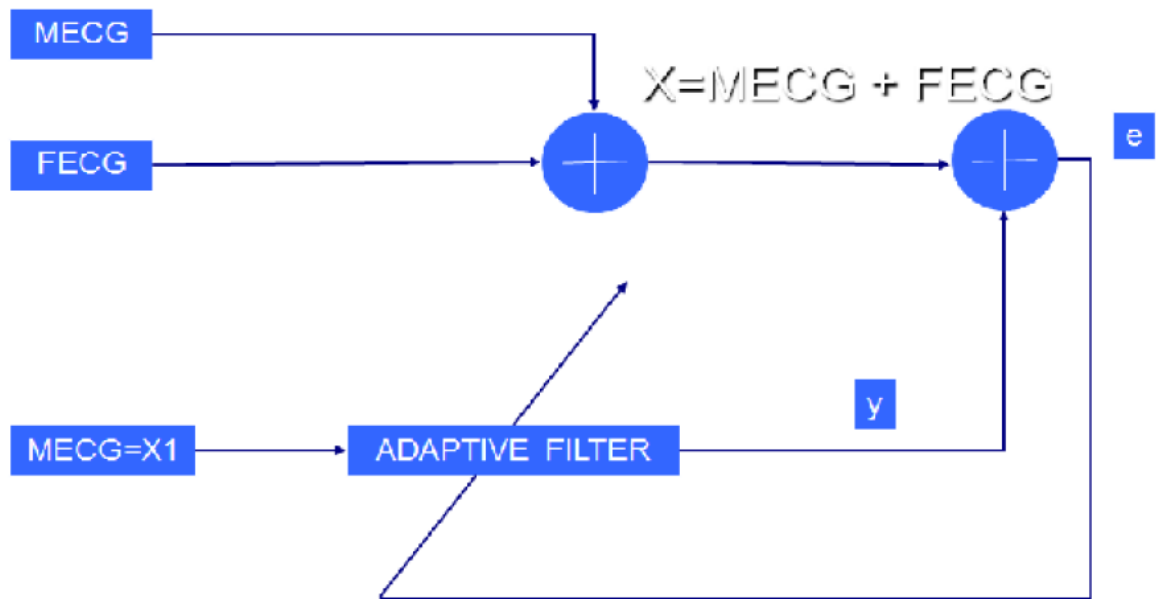 MECG
X=MECG + FECG
FECG
e
y
MECG=X1
ADAPTIVE FILTER